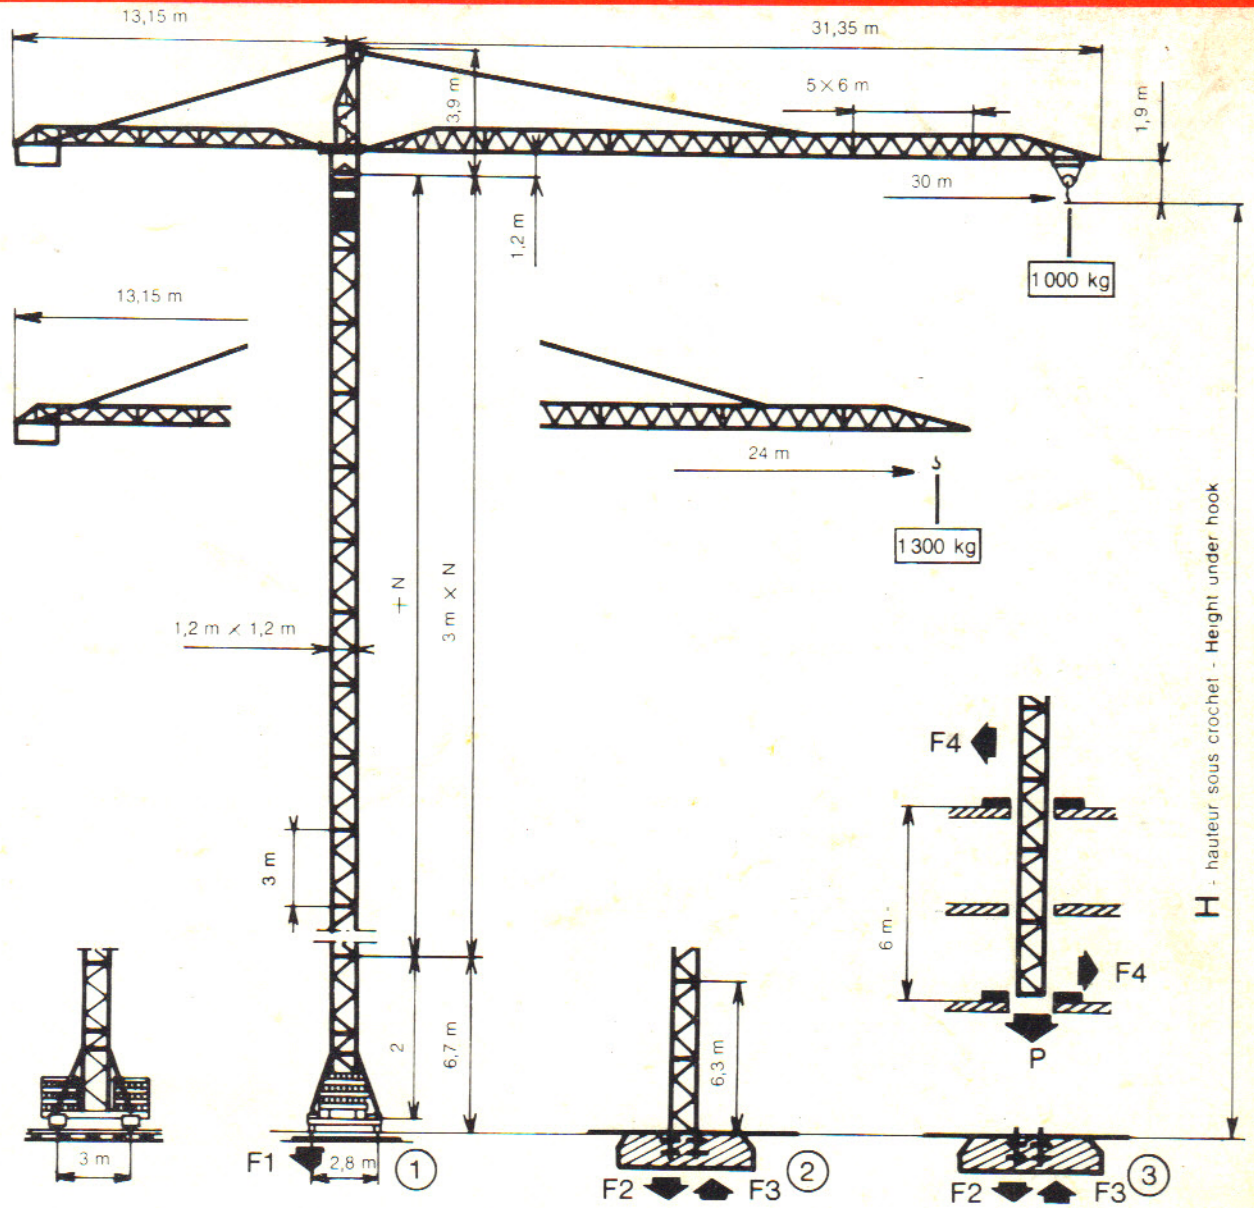 13,15 m
31,35 m
3,9 m
5 × 6 m
1,9 m
30 m
1,2 m
1 000 kg
13,15 m
24 m
1 300 kg
+ N
3 m × N
1,2 m × 1,2 m
H - hauteur sous crochet - Height under hook
F4
3 m
6 m
F4
2
6,7 m
6,3 m
P
3 m
F1
2,8 m
1
F2
F3
2
F2
F3
3